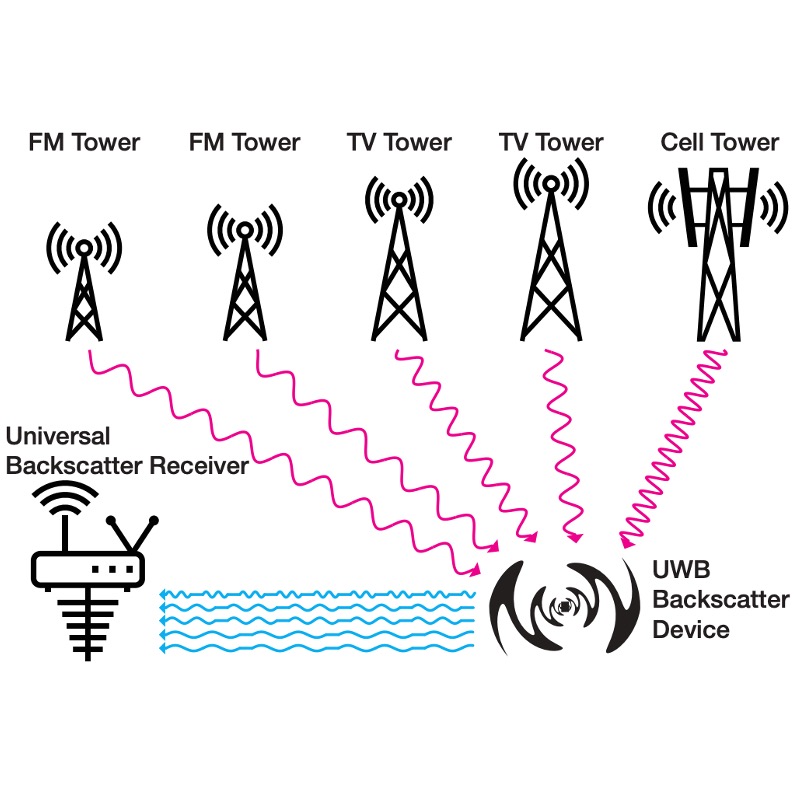 FM Tower
FM Tower
TV Tower
TV Tower
Cell Tower
Universal
Backscatter Receiver
UWB
Backscatter
Device